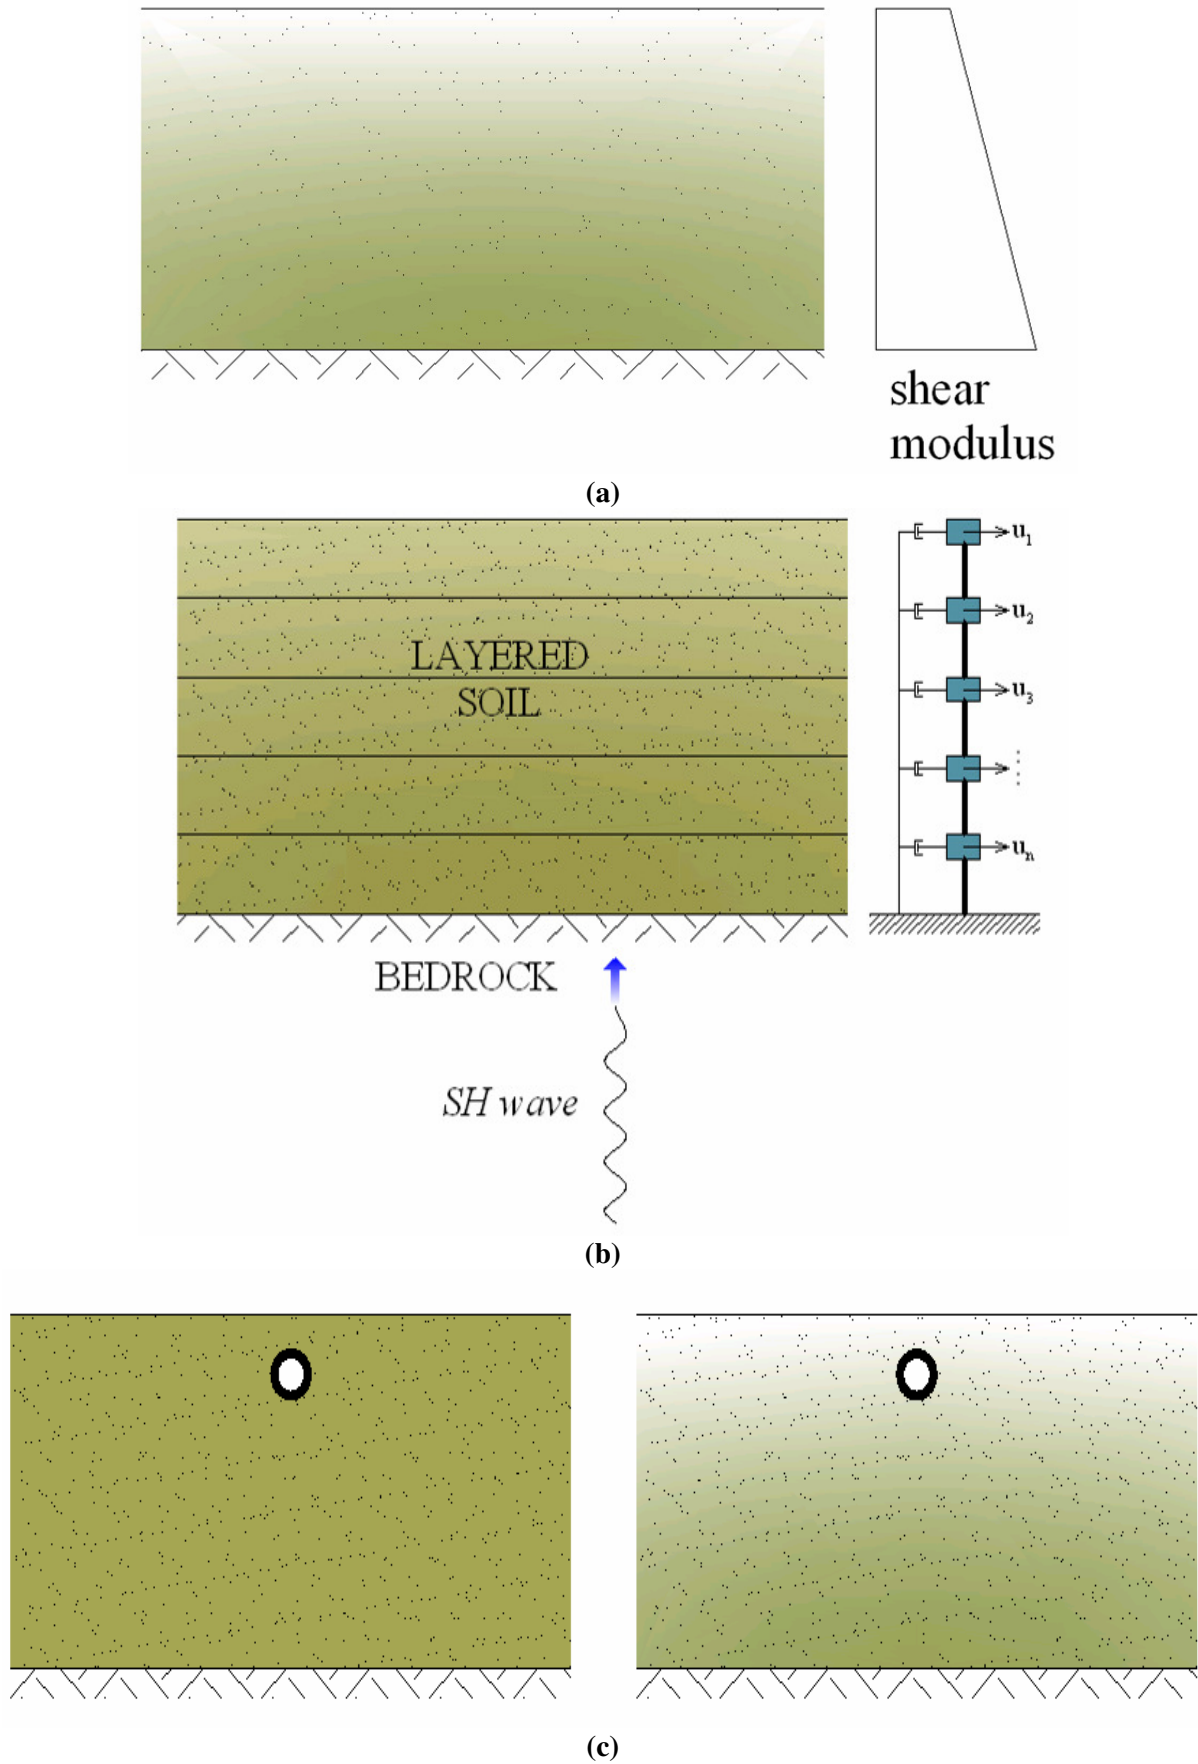 shear
modulus
(a)
LAYERED
SOIL
u1
u2
u3
un
BEDROCK
SH wave
(b)
(c)